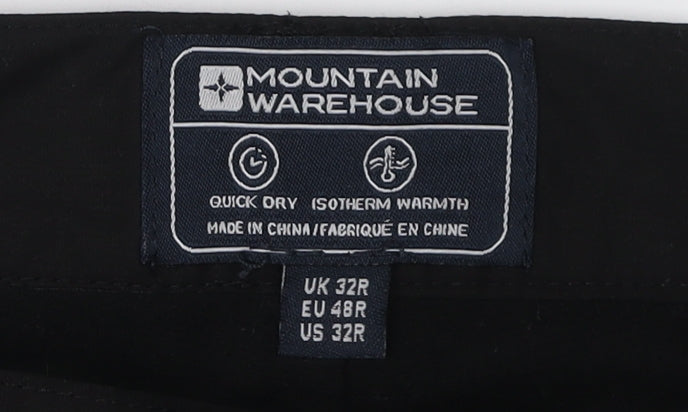 MOUNTAIN
WAREHOUSE
QUICK DRY ISOTHERM WARMTH
MADE IN CHINA/FABRIQUÉ EN CHINE
UK 32R
EU 48R
US 32R